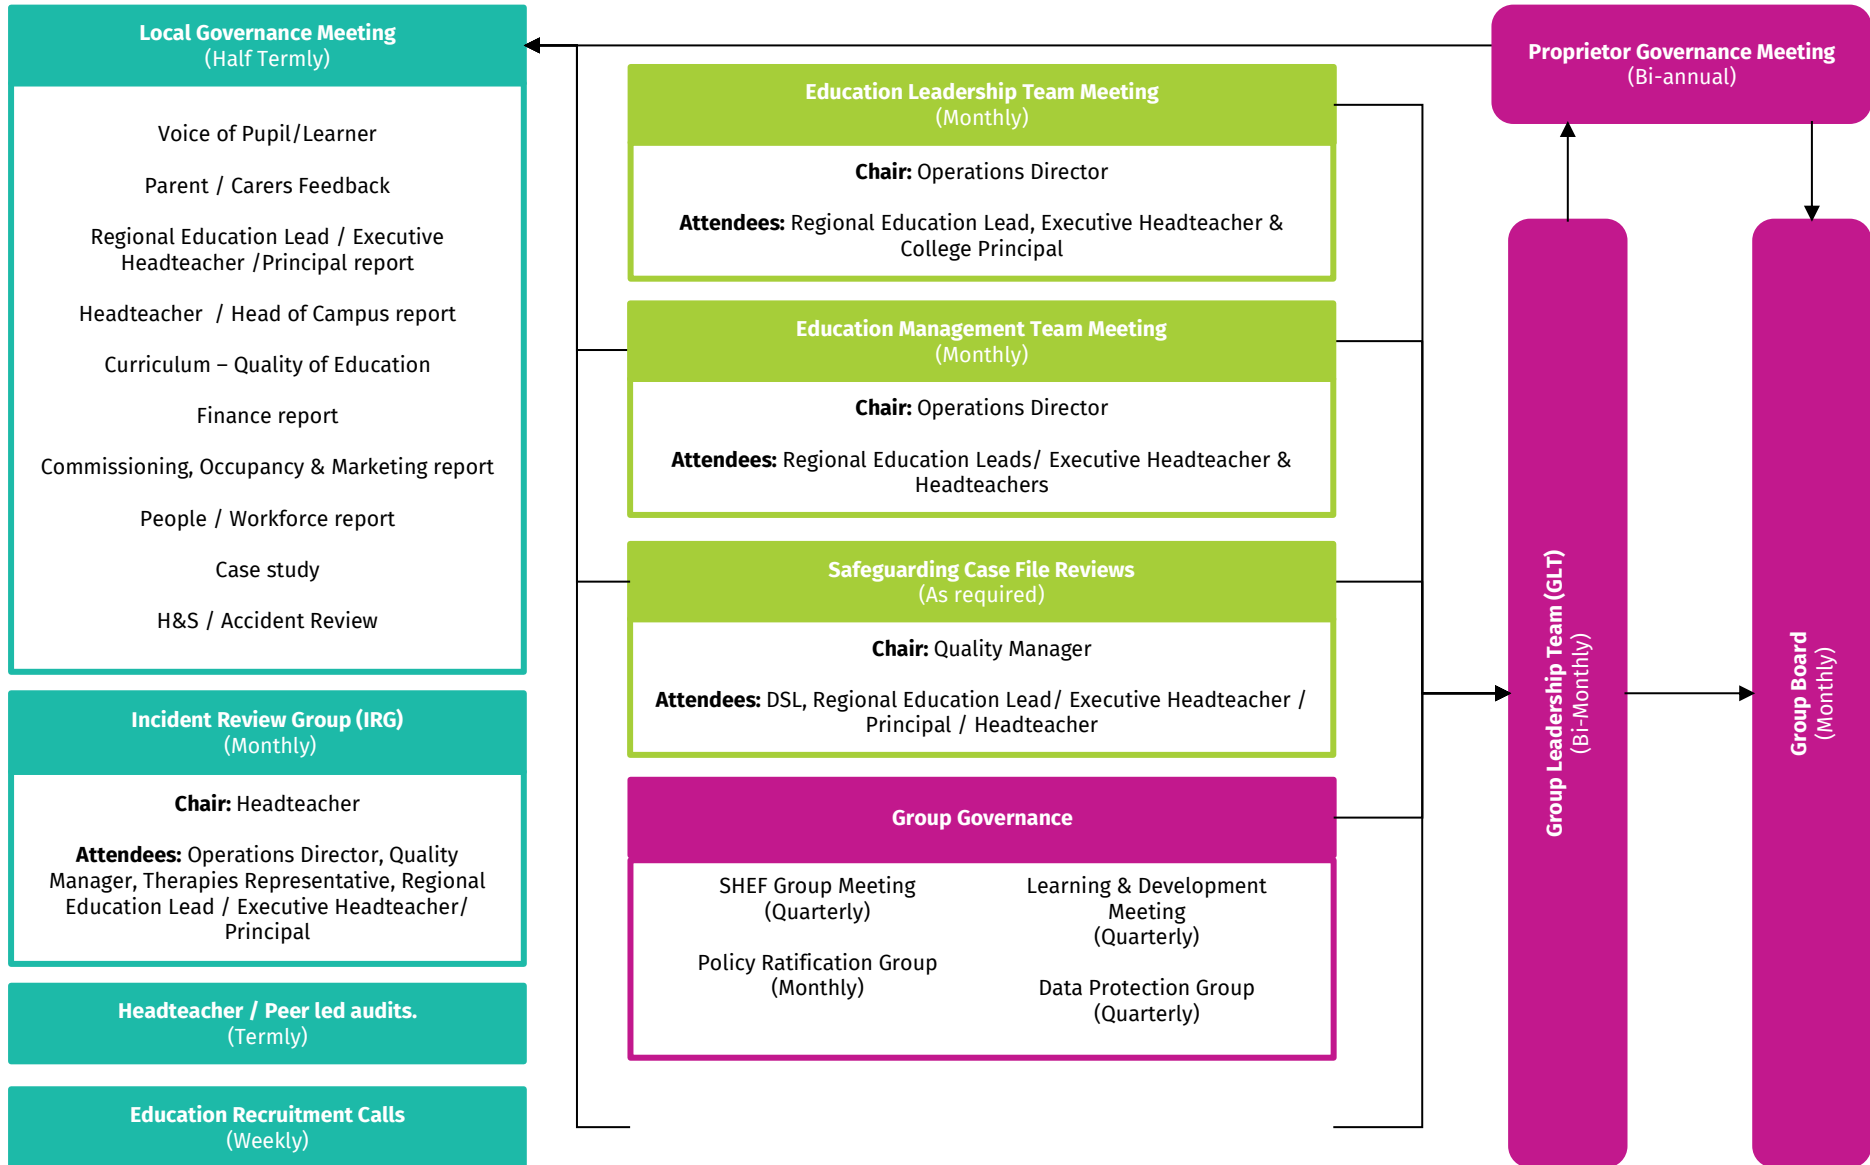 Local Governance Meeting
(Half Termly)
Voice of Pupil/Learner
Parent / Carers Feedback
Regional Education Lead / Executive
Headteacher /Principal report
Headteacher  / Head of Campus report
Curriculum – Quality of Education
Finance report
Commissioning, Occupancy & Marketing report
People / Workforce report
Case study
H&S / Accident Review
Incident Review Group (IRG)
(Monthly)
Chair: Headteacher
Attendees: Operations Director, Quality
Manager, Therapies Representative, Regional
Education Lead / Executive Headteacher/
Principal
Headteacher / Peer led audits.
(Termly)
Education Recruitment Calls
(Weekly)
Education Leadership Team Meeting
(Monthly)
Chair: Operations Director
Attendees: Regional Education Lead, Executive Headteacher &
College Principal
Education Management Team Meeting
(Monthly)
Chair: Operations Director
Attendees: Regional Education Leads/ Executive Headteacher &
Headteachers
Safeguarding Case File Reviews
(As required)
Chair: Quality Manager
Attendees: DSL, Regional Education Lead/ Executive Headteacher /
Principal / Headteacher
Group Governance
SHEF Group Meeting
(Quarterly)
Policy Ratification Group
(Monthly)
Learning & Development
Meeting
(Quarterly)
Data Protection Group
(Quarterly)
Proprietor Governance Meeting
(Bi-annual)
Group Leadership Team (GLT)
(Bi-Monthly)
Group Board
(Monthly)